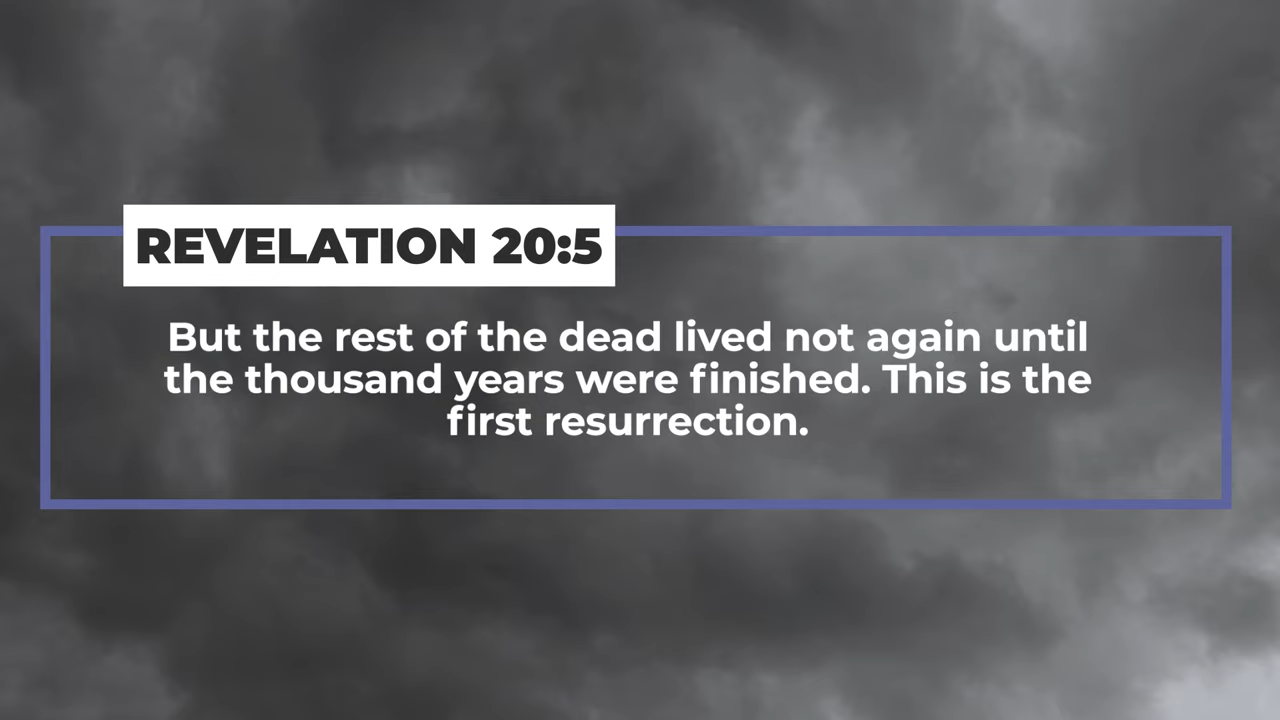 REVELATION 20:5
But the rest of the dead lived not again until
the thousand years were finished. This is the
first resurrection.